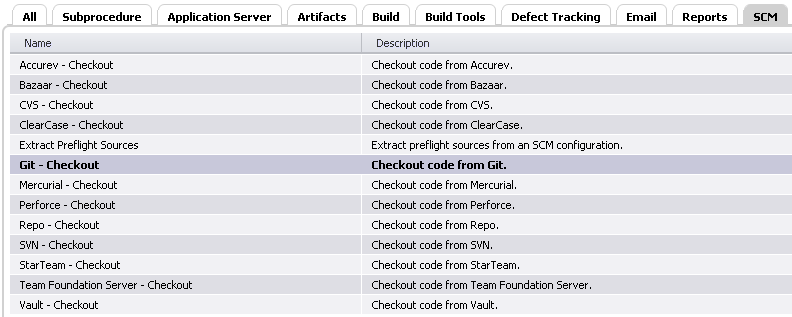 All Subprocedure Application Server Artifacts Build Build Tools Defect Tracking Email Reports SCM
Name Description
Accurev - Checkout Checkout code from Accurev.
Bazaar - Checkout Checkout code from Bazaar.
CVS - Checkout Checkout code from CVS.
ClearCase - Checkout Checkout code from ClearCase.
Extract Preflight Sources Extract preflight sources from an SCM configuration.
Git - Checkout Checkout code from Git.
Mercurial - Checkout Checkout code from Mercurial.
Perforce - Checkout Checkout code from Perforce.
Repo - Checkout Checkout code from Repo.
SVN - Checkout Checkout code from SVN.
StarTeam - Checkout Checkout code from StarTeam.
Team Foundation Server - Checkout Checkout code from Team Foundation Server.
Vault - Checkout Checkout code from Vault.